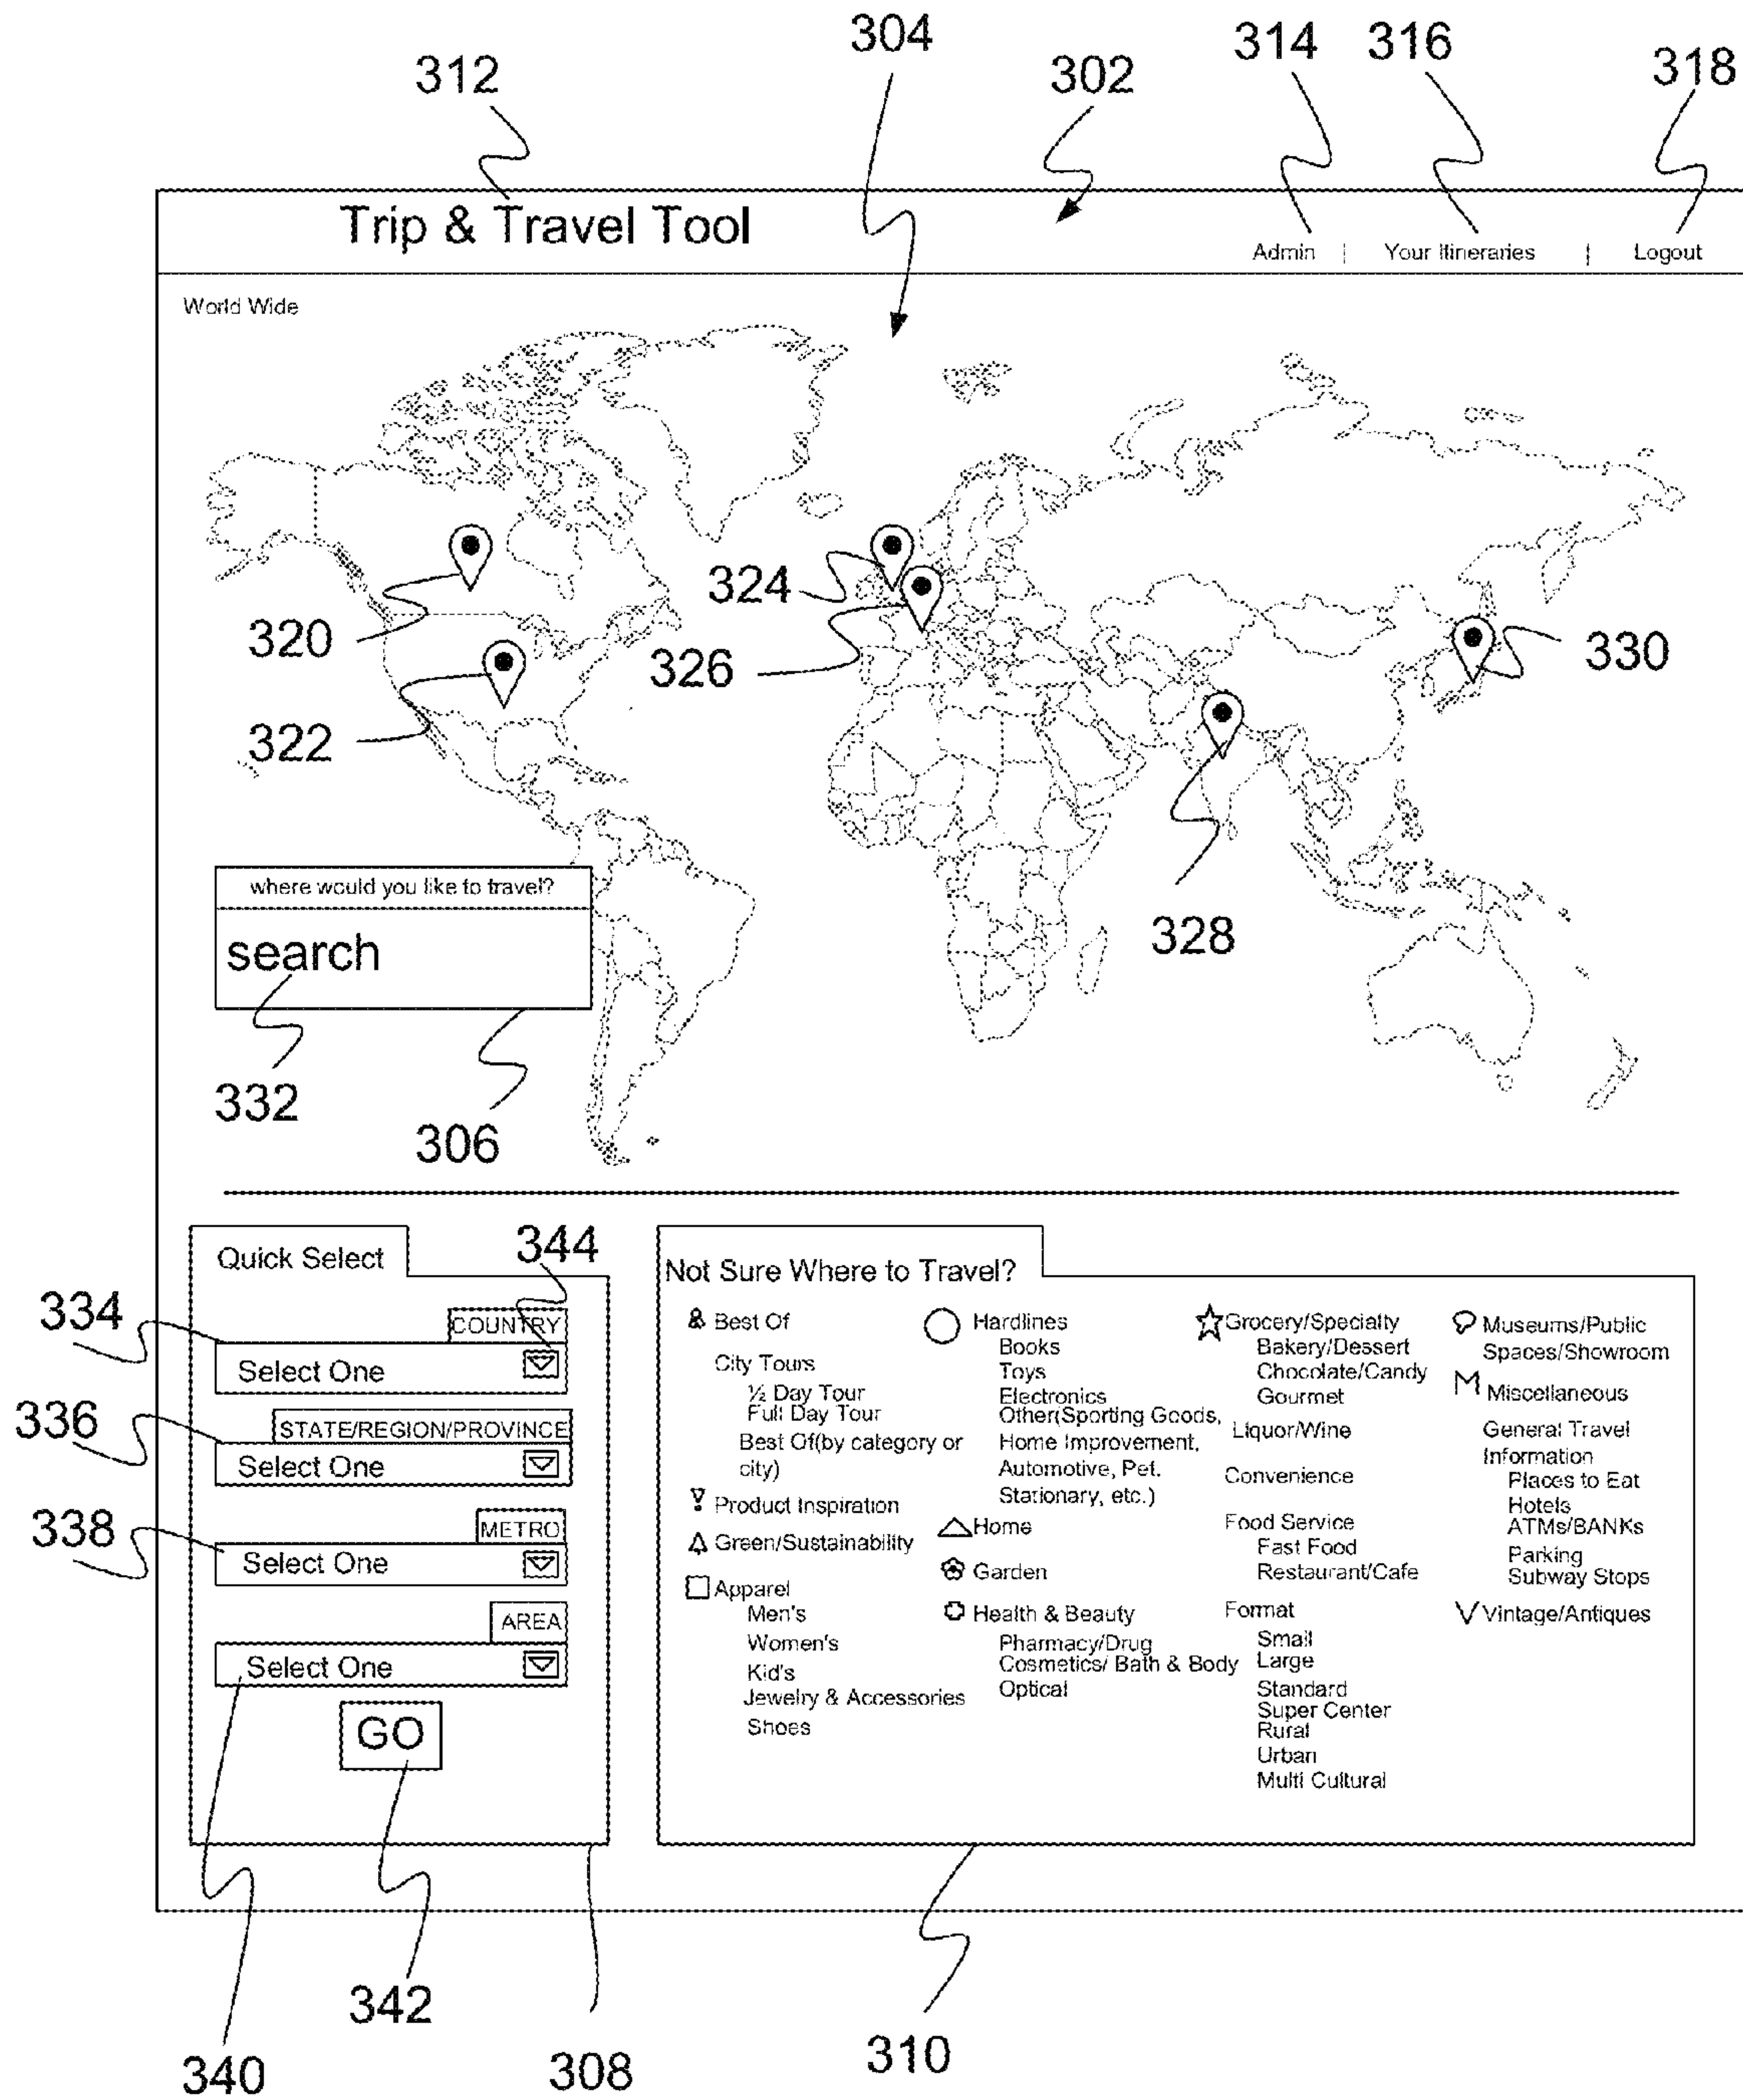 304
314 316
312
302
318
Trip & Travel Tool
Admin | Your Itineraries | Logout
World Wide
324
320
326
330
322
where would you like to travel?
search
328
332
306
Quick Select
344
334
COUNTRY
Select One
336
STATE/REGION/PROVINCE
Select One
338
METRO
Select One
AREA
Select One
GO
342
340
308
Not Sure Where to Travel?
Best Of
City Tours
½ Day Tour
Full Day Tour
Best Of(by category or
city)
Product Inspiration
Green/Sustainability
Apparel
Men's
Women's
Kid's
Jewelry & Accessories
Shoes
Hardlines
Books
Toys
Electronics
Other(Sporting Goods,
Home Improvement,
Automotive, Pet.
Stationary, etc.)
Home
Garden
Health & Beauty
Pharmacy/Drug
Cosmetics/ Bath & Body
Optical
Grocery/Specialty
Bakery/Dessert
Chocolate/Candy
Gourmet
Liquor/Wine
Convenience
Food Service
Fast Food
Restaurant/Cafe
Format
Small
Large
Standard
Super Center
Rural
Urban
Multi Cultural
Museums/Public
Spaces/Showroom
M Miscellaneous
General Travel
Information
Places to Eat
Hotels
ATMs/BANKs
Parking
Subway Stops
V Vintage/Antiques
310